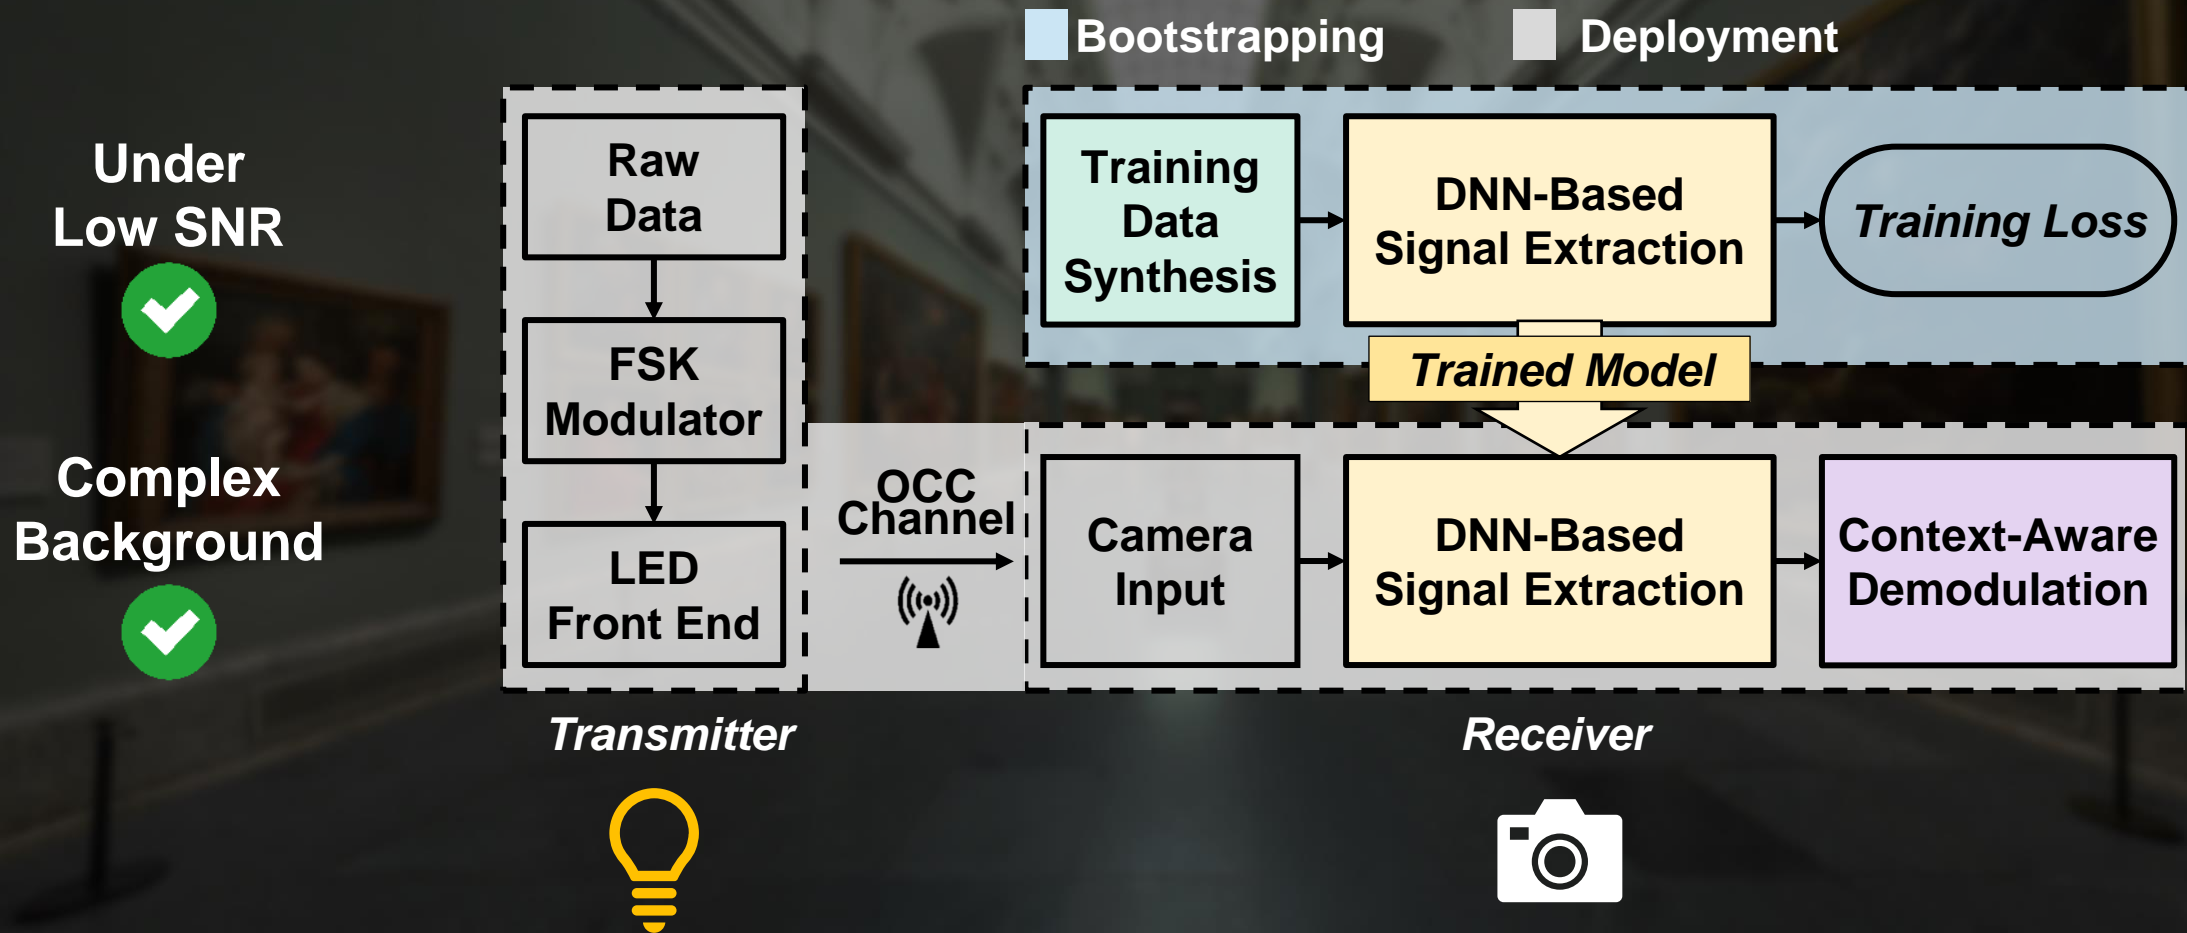 Bootstrapping
Deployment
Under
Low SNR
Complex
Background
Raw
Data
FSK
Modulator
LED
Front End
Transmitter
OCC
Channel
Training
Data
Synthesis
DNN-Based
Signal Extraction
Training Loss
Trained Model
Camera
Input
DNN-Based
Signal Extraction
Context-Aware
Demodulation
Receiver